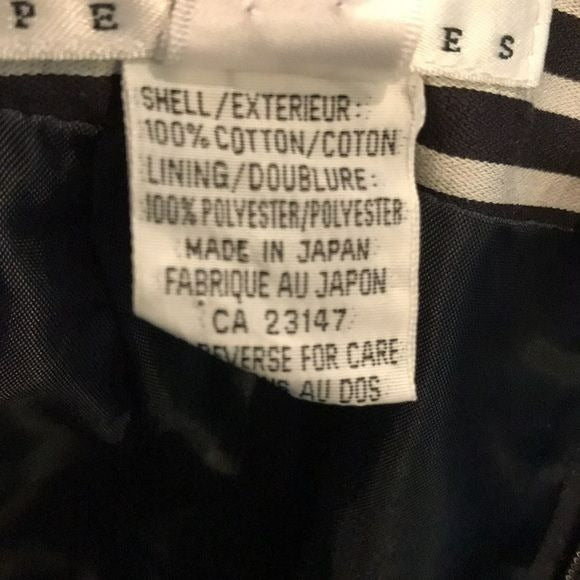 P E E S
SHELL/EXTERIEUR:
100% COTTON/COTON
LINING/DOUBLURE:
100% POLYESTER/POLYESTER
MADE IN JAPAN
FABRIQUE AU JAPON
CA 23147
REVERSE FOR CARE
AU DOS